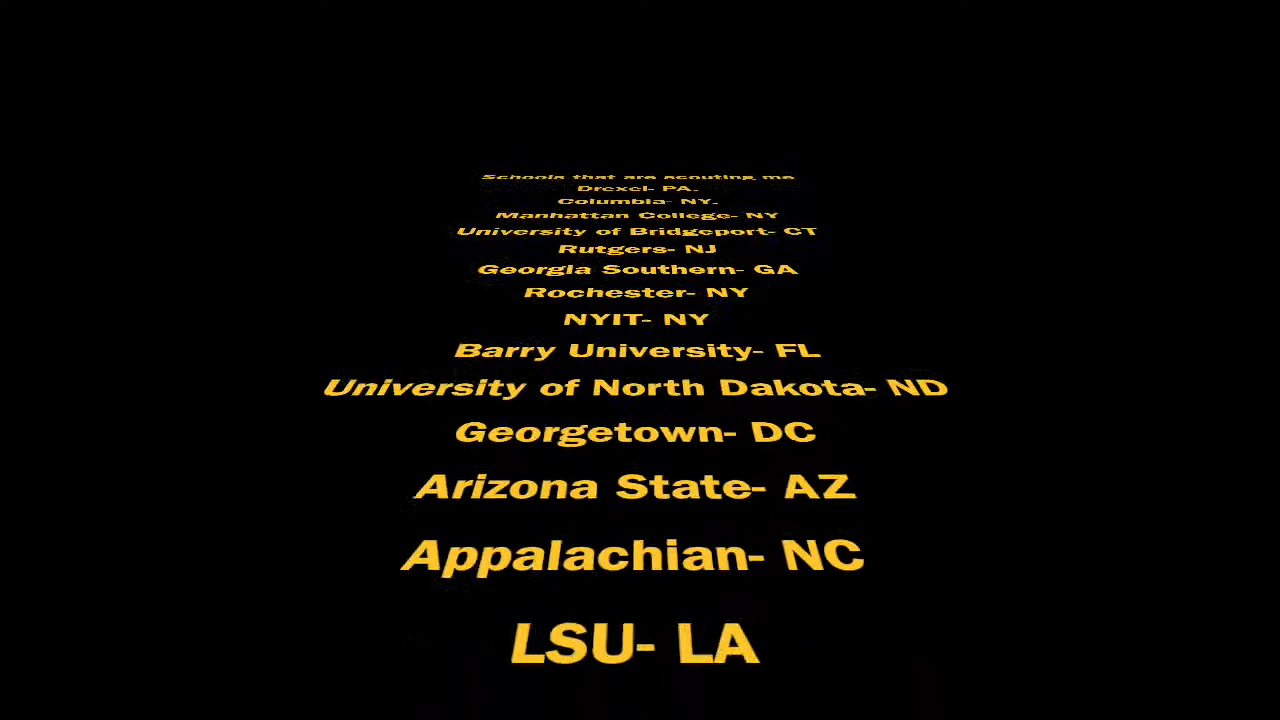 Schools that are scouting me
Drexel- PA.
Columbia- NY.
Manhattan College- NY
University of Bridgeport- CT
Rutgers- NJ
Georgia Southern- GA
Rochester- NY
NYIT- NY
Barry University- FL
University of North Dakota- ND
Georgetown- DC
Arizona State- AZ
Appalachian- NC
LSU- LA